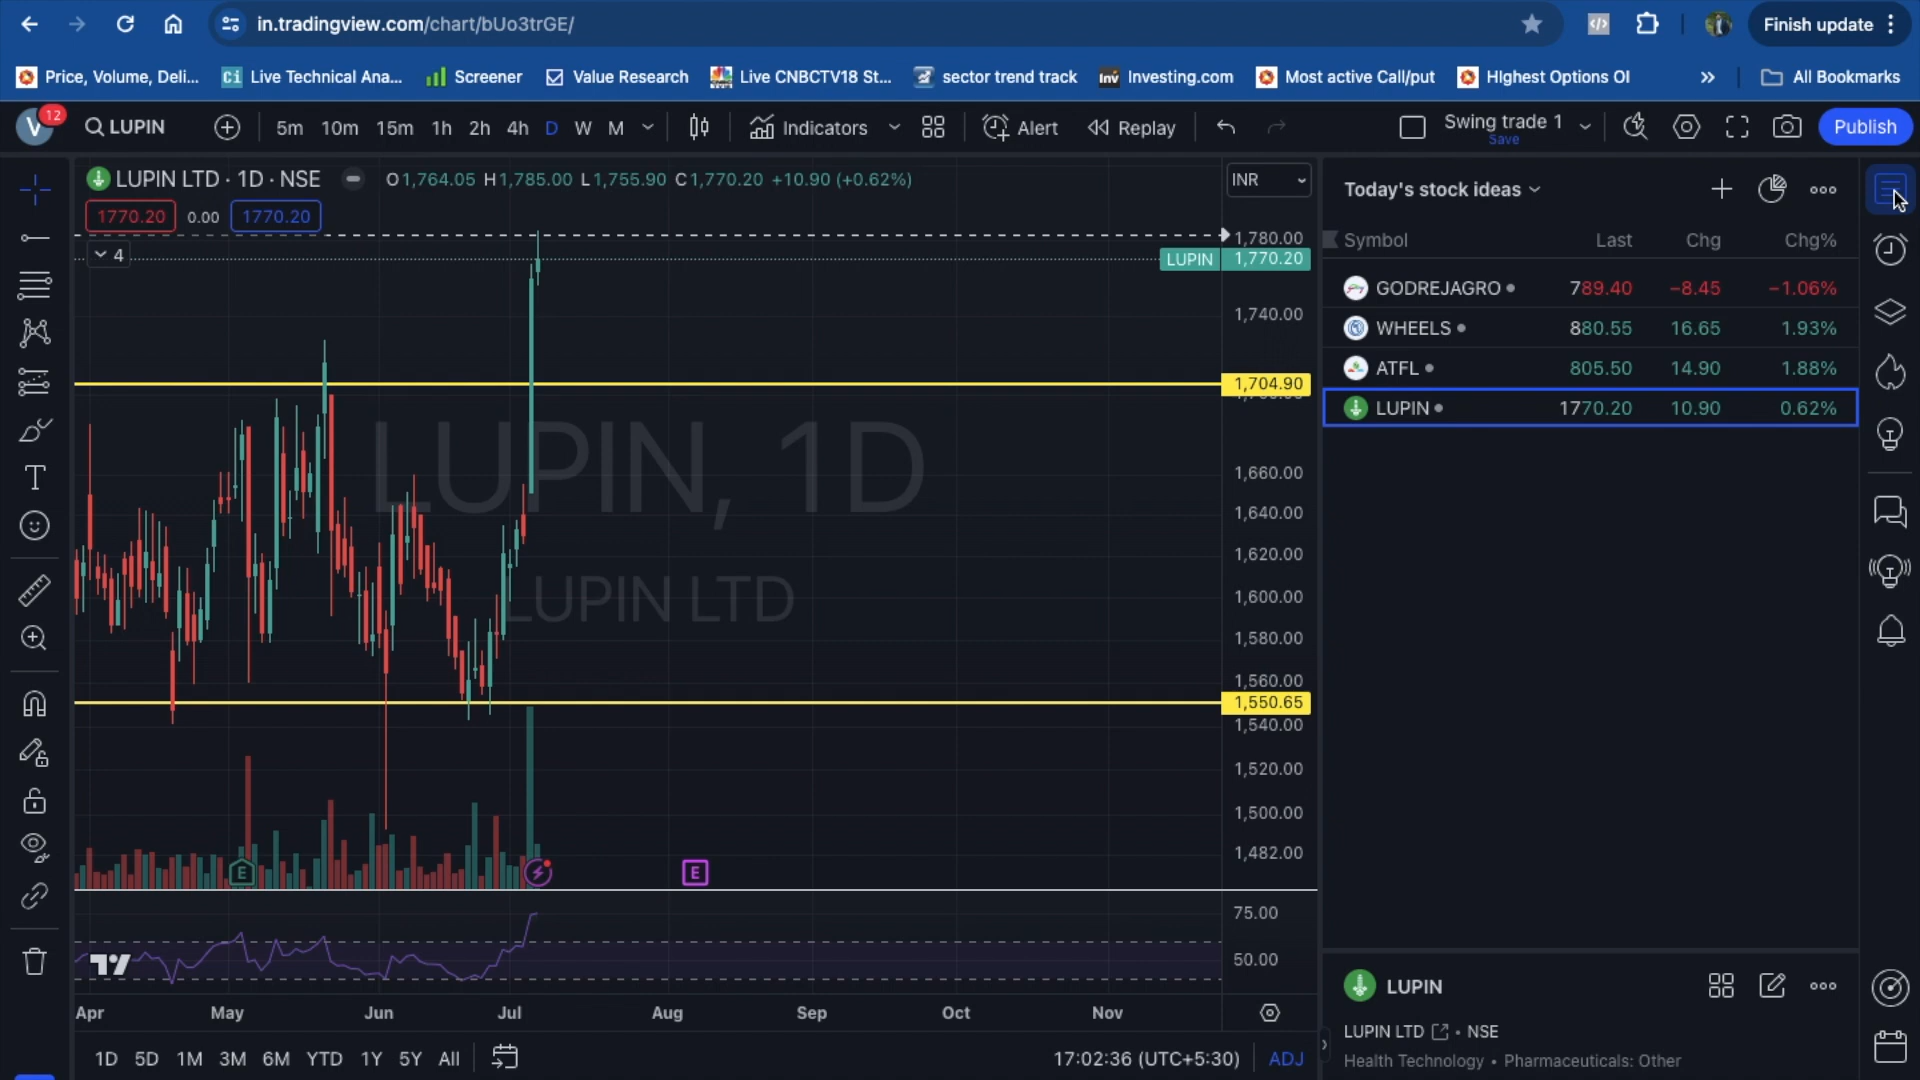 in.tradingview.com/chart/bUo3trGE/
Finish update
Price, Volume, Deli...
Live Technical Ana...
Screener
Value Research
Live CNBCTV18 St...
sector trend track
Investing.com
Most active Call/put
HIghest Options OI
All Bookmarks
V 12
LUPIN
5m 10m 15m 1h 2h 4h D W M
Indicators
Alert
Replay
Swing trade 1
Save
Publish
LUPIN LTD · 1D · NSE
O1,764.05 H1,785.00 L1,755.90 C1,770.20 +10.90 (+0.62%)
INR
1770.20 0.00 1770.20
4
LUPIN, 1D
LUPIN LTD
1,780.00
LUPIN 1,770.20
1,740.00
1,704.90
1,660.00
1,640.00
1,620.00
1,600.00
1,580.00
1,560.00
1,550.65
1,540.00
1,520.00
1,500.00
1,482.00
E
E
75.00
50.00
Apr May Jun Jul Aug Sep Oct Nov
1D 5D 1M 3M 6M YTD 1Y 5Y All
17:02:36 (UTC+5:30) ADJ
Today's stock ideas
Symbol Last Chg Chg%
GODREJAGRO 789.40 −8.45 −1.06%
WHEELS 880.55 16.65 1.93%
ATFL 805.50 14.90 1.88%
LUPIN 1770.20 10.90 0.62%
LUPIN
LUPIN LTD • NSE
Health Technology • Pharmaceuticals: Other